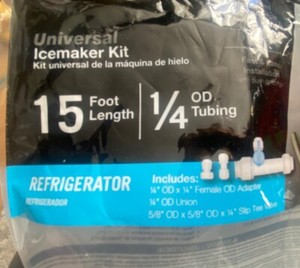 Universal
Icemaker Kit
Kit universal de la máquina de hielo
15 Foot Length
1/4 OD Tubing
REFRIGERATOR
REFRIGERADOR
Includes:
¼" OD x ¼" Female OD Adapter
¼" OD Union
5/8" OD x 5/8" OD x ¼" Slip Tee Valve